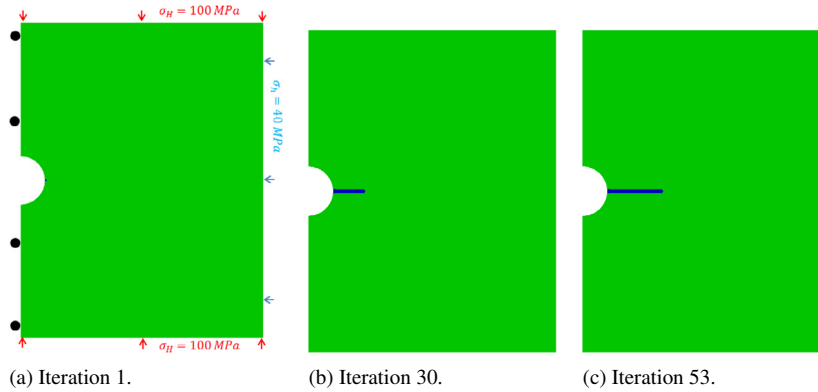 σ_H = 100 MPa
σ_h = 40 MPa
σ_H = 100 MPa
(a) Iteration 1.
(b) Iteration 30.
(c) Iteration 53.